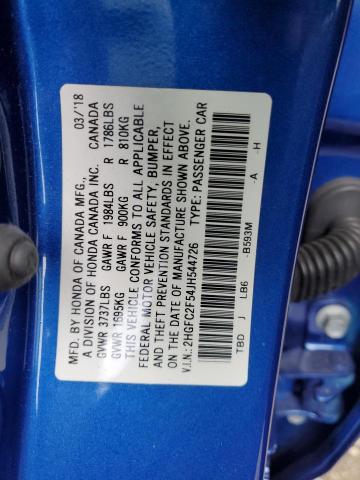 MFD. BY HONDA OF CANADA MFG., 03/'18
A DIVISION OF HONDA CANADA INC. CANADA
GVWR 3737LBS GAWR F 1984LBS R 1786LBS
GVWR 1695KG GAWR F 900KG R 810KG
THIS VEHICLE CONFORMS TO ALL APPLICABLE
FEDERAL MOTOR VEHICLE SAFETY, BUMPER,
AND THEFT PREVENTION STANDARDS IN EFFECT
ON THE DATE OF MANUFACTURE SHOWN ABOVE.
V.I.N.: 2HGFC2F54JH544726 TYPE: PASSENGER CAR
TBD J LB6 -B593M -A -H